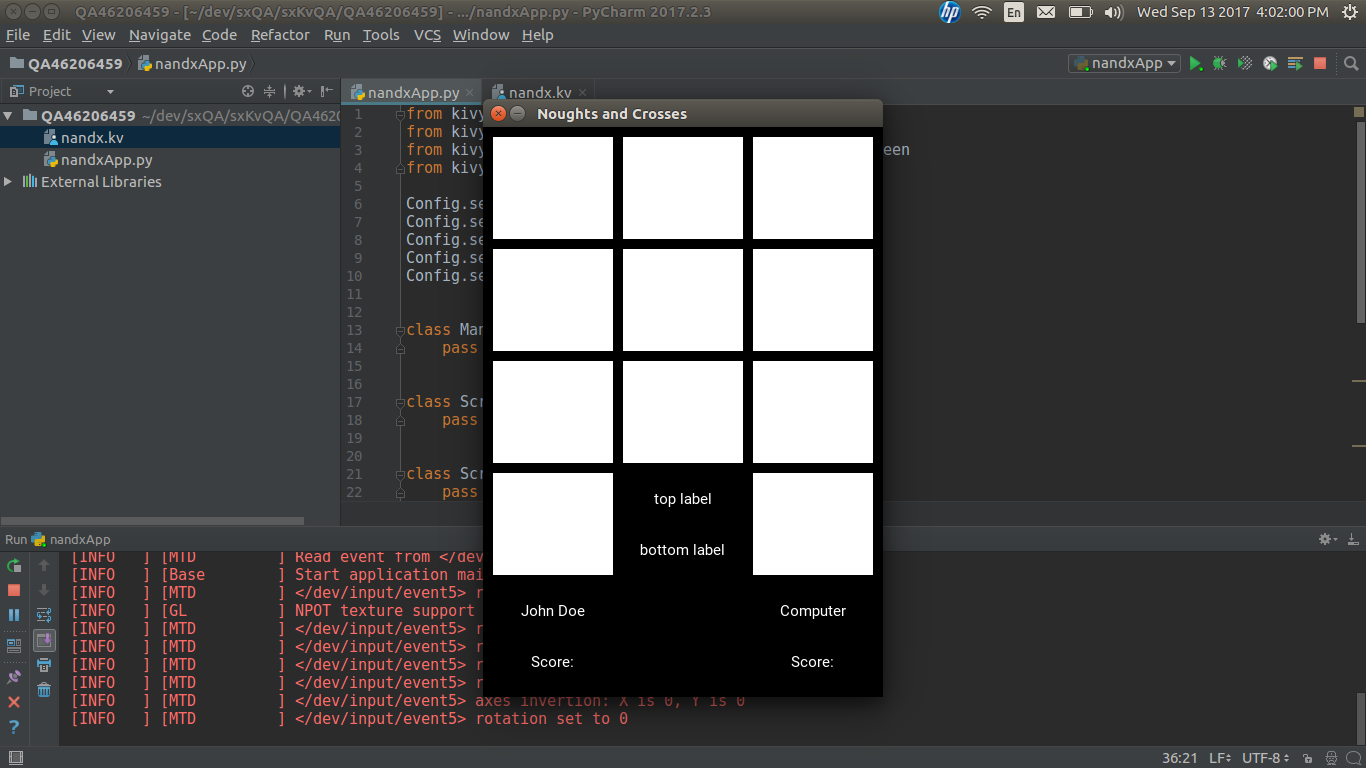 QA46206459 - [~/dev/sxQA/sxKvQA/QA46206459] - .../nandxApp.py - PyCharm 2017.2.3
hp En Wed Sep 13 2017 4:02:00 PM
File Edit View Navigate Code Refactor Run Tools VCS Window Help
QA46206459 nandxApp.py nandxApp
Project nandxApp.py nandx.kv
QA46206459 ~/dev/sxQA/sxKvQA/QA462
nandx.kv
nandxApp.py
External Libraries
1 from kivy
2 from kivy
3 from kivy een
4 from kivy
5
6 Config.se
7 Config.se
8 Config.se
9 Config.se
10 Config.se
11
12
13 class Man
14 pass
15
16
17 class Scr
18 pass
19
20
21 class Scr
22 pass
Noughts and Crosses
top label
bottom label
John Doe Computer
Score: Score:
Run nandxApp
[INFO ] [MTD ] Read event from </dev
[INFO ] [Base ] Start application mai
[INFO ] [MTD ] </dev/input/event5> r
[INFO ] [GL ] NPOT texture support
[INFO ] [MTD ] </dev/input/event5> r
[INFO ] [MTD ] </dev/input/event5> r
[INFO ] [MTD ] </dev/input/event5> r
[INFO ] [MTD ] </dev/input/event5> r
[INFO ] [MTD ] </dev/input/event5> axes invertion: X is 0, Y is 0
[INFO ] [MTD ] </dev/input/event5> rotation set to 0
36:21 LF UTF-8